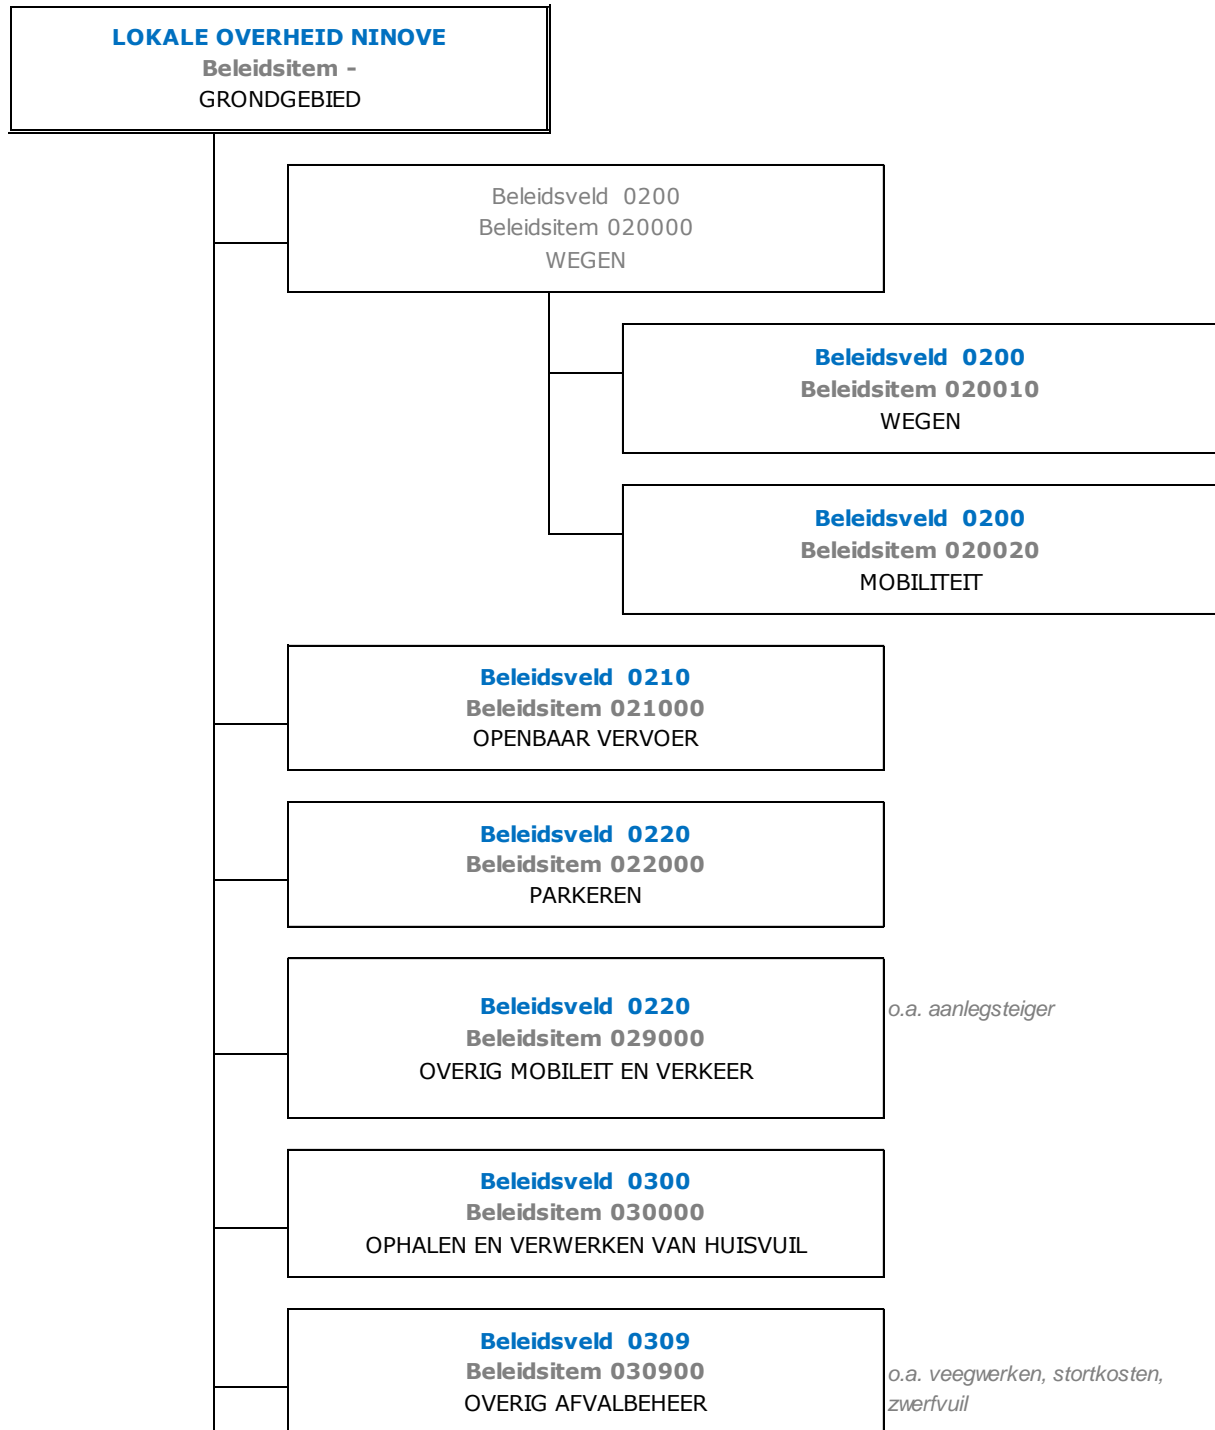 LOKALE OVERHEID NINOVE
Beleidsitem -
GRONDGEBIED
Beleidsveld 0200
Beleidsitem 020000
WEGEN
Beleidsveld 0200
Beleidsitem 020010
WEGEN
Beleidsveld 0200
Beleidsitem 020020
MOBILITEIT
Beleidsveld 0210
Beleidsitem 021000
OPENBAAR VERVOER
Beleidsveld 0220
Beleidsitem 022000
PARKEREN
Beleidsveld 0220
Beleidsitem 029000
OVERIG MOBILEIT EN VERKEER
o.a. aanlegsteiger
Beleidsveld 0300
Beleidsitem 030000
OPHALEN EN VERWERKEN VAN HUISVUIL
Beleidsveld 0309
Beleidsitem 030900
OVERIG AFVALBEHEER
o.a. veegwerken, stortkosten,
zwerfvuil